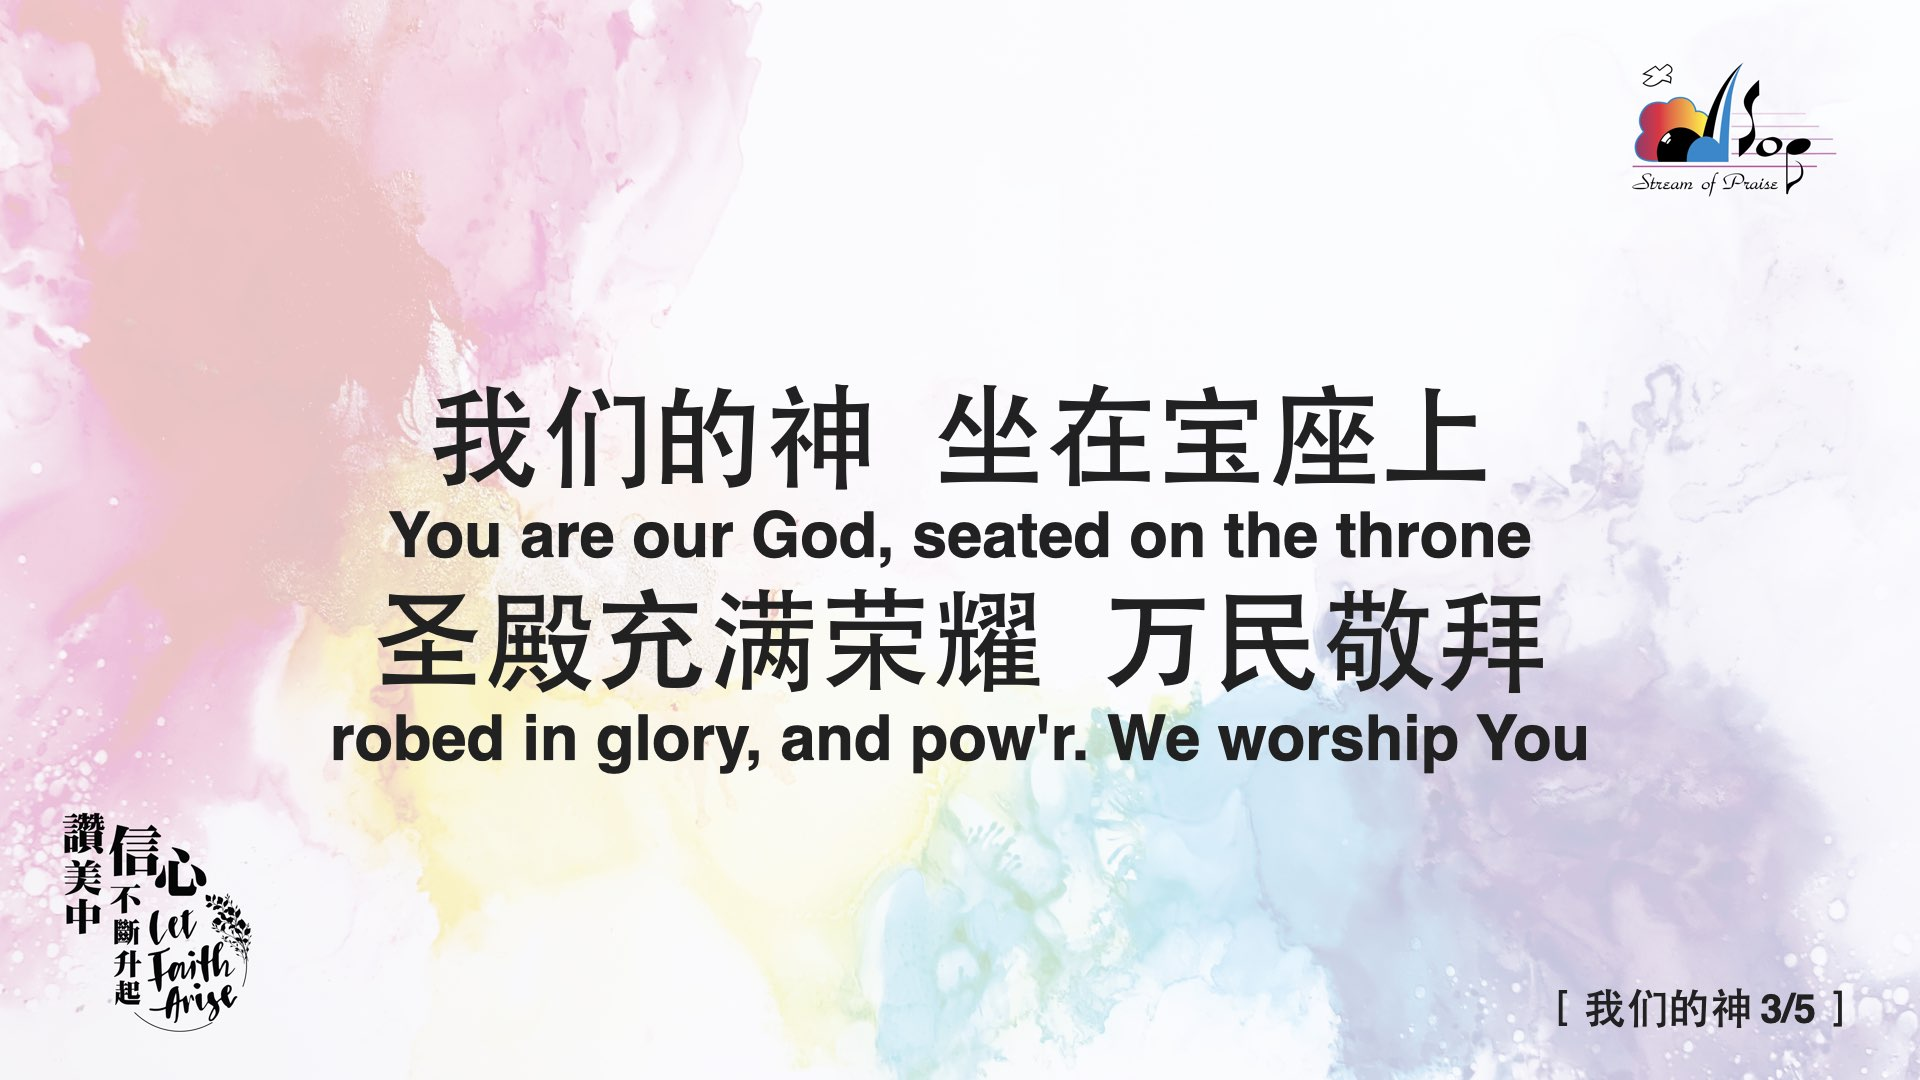 SOP
Stream of Praise
我们的神 坐在宝座上
You are our God, seated on the throne
圣殿充满荣耀 万民敬拜
robed in glory, and pow'r. We worship You
讚美中
信心
不斷升起
Let
Faith
Arise
[ 我们的神 3/5 ]